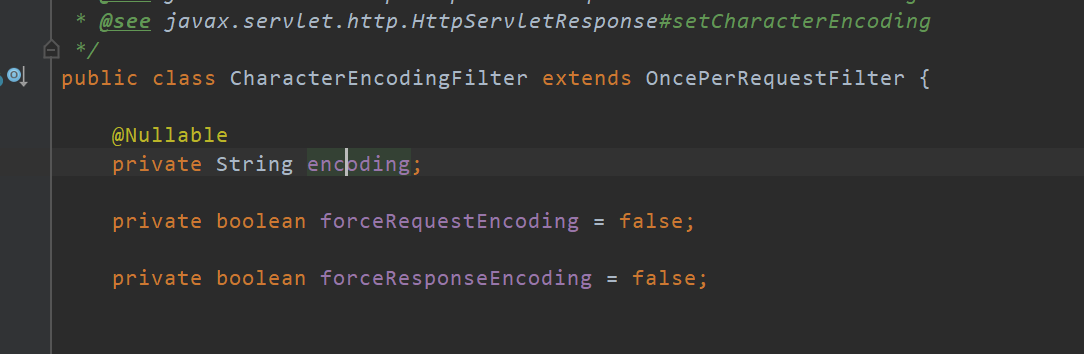 * @see javax.servlet.http.HttpServletResponse#setCharacterEncoding
*/
public class CharacterEncodingFilter extends OncePerRequestFilter {
@Nullable
private String encoding;
private boolean forceRequestEncoding = false;
private boolean forceResponseEncoding = false;